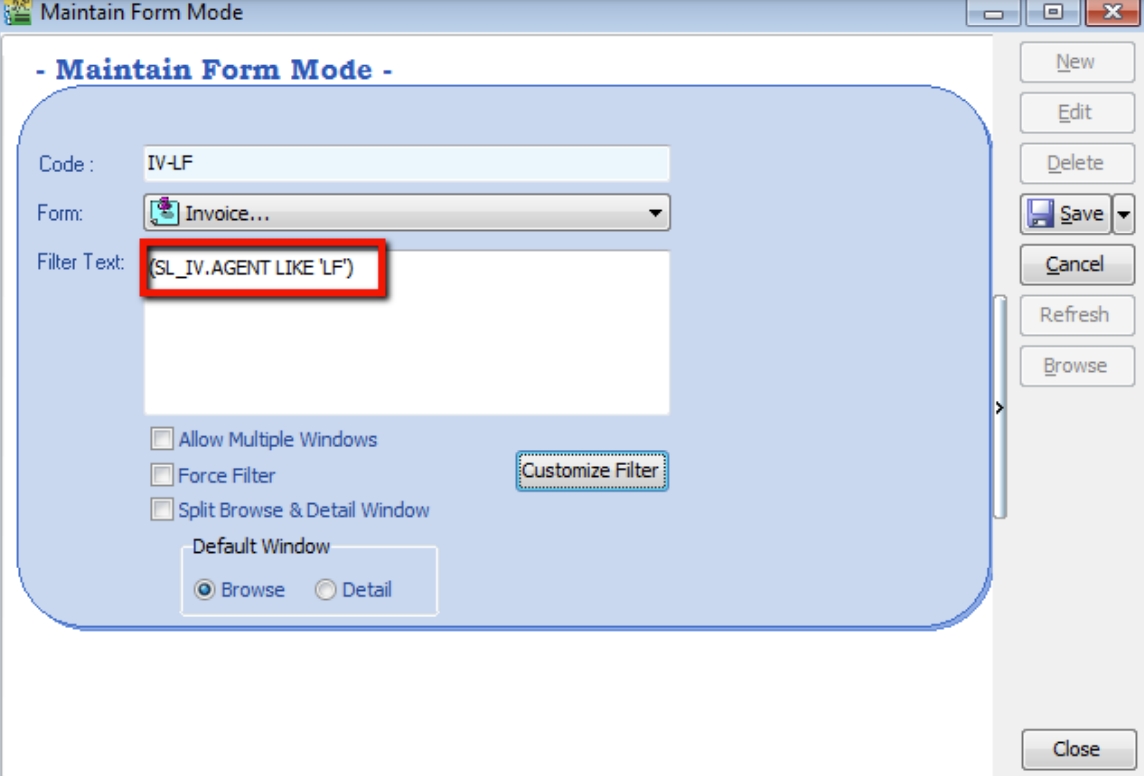 Maintain Form Mode
- Maintain Form Mode -
Code :
IV-LF
Form:
Invoice...
Filter Text:
(SL_IV.AGENT LIKE 'LF')
Allow Multiple Windows
Force Filter
Customize Filter
Split Browse & Detail Window
Default Window
Browse
Detail
New
Edit
Delete
Save
Cancel
Refresh
Browse
Close